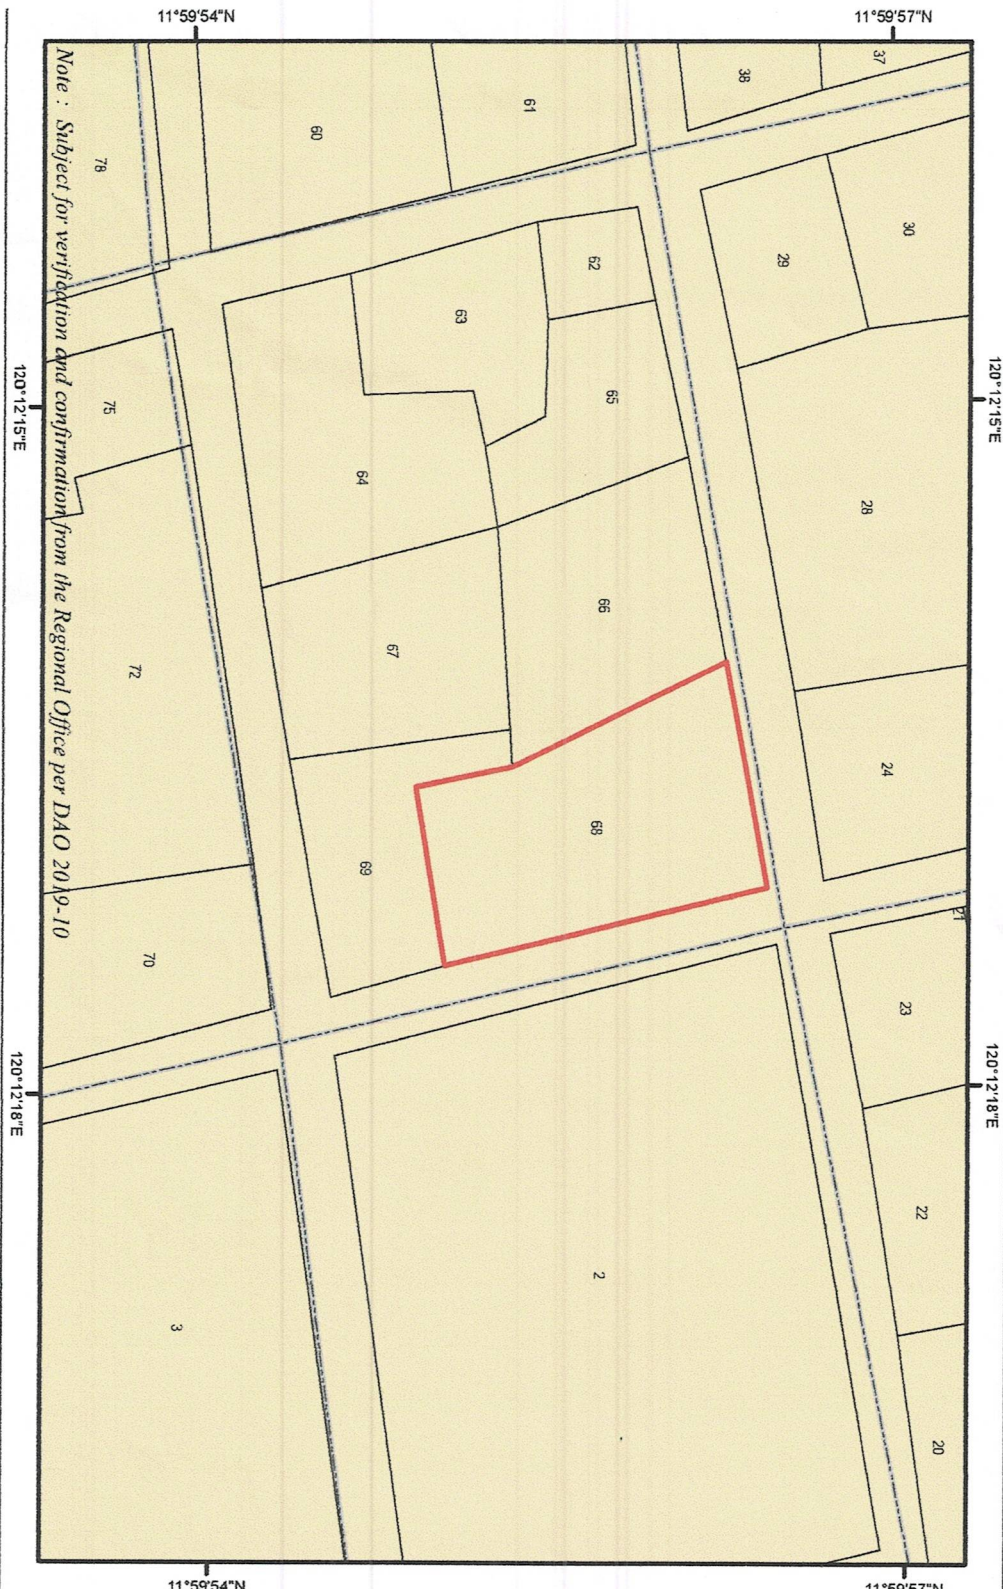 11°59'54"N
11°59'57"N
37
38
61
60
78
30
29
62
63
120°12'15"E
120°12'15"E
65
75
64
28
66
67
72
24
68
69
21
70
23
120°12'18"E
120°12'18"E
22
2
3
20
Note : Subject for verification and confirmation from the Regional Office per DAO 2019-10
11°59'54"N
11°59'57"N